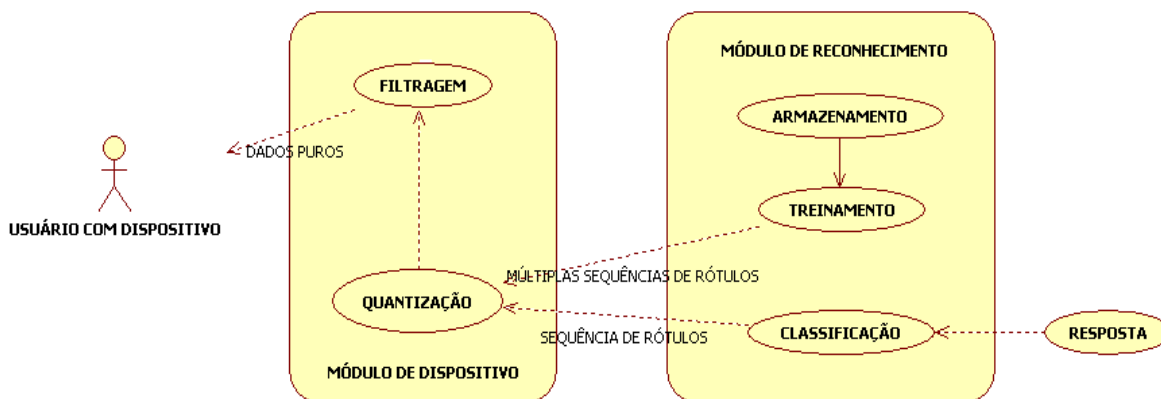 MÓDULO DE RECONHECIMENTO
FILTRAGEM
ARMAZENAMENTO
DADOS PUROS
USUÁRIO COM DISPOSITIVO
TREINAMENTO
MÚLTIPLAS SEQUÊNCIAS DE RÓTULOS
QUANTIZAÇÃO
SEQUÊNCIA DE RÓTULOS
CLASSIFICAÇÃO
RESPOSTA
MÓDULO DE DISPOSITIVO